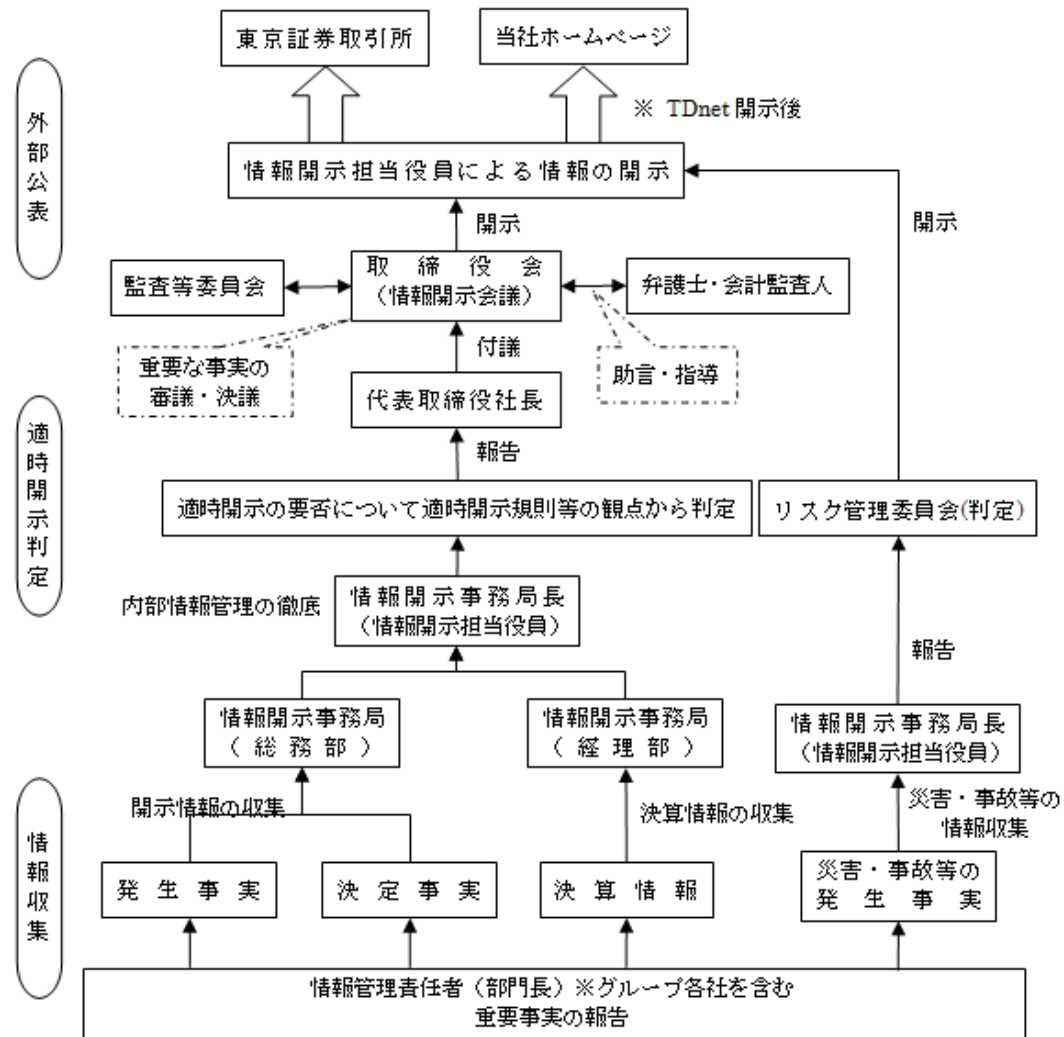 東京証券取引所
当社ホームページ
※ TDnet 開示後
外部公表
情報開示担当役員による情報の開示
開示
開示
監査等委員会
取締役会
（情報開示会議）
弁護士・会計監査人
重要な事実の
審議・決議
付議
助言・指導
代表取締役社長
報告
適時開示判定
適時開示の要否について適時開示規則等の観点から判定
リスク管理委員会(判定)
内部情報管理の徹底
情報開示事務局長
（情報開示担当役員）
報告
情報開示事務局
（総務部）
情報開示事務局
（経理部）
情報開示事務局長
（情報開示担当役員）
情報収集
開示情報の収集
決算情報の収集
災害・事故等の
情報収集
発生事実
決定事実
決算情報
災害・事故等の
発生事実
情報管理責任者（部門長）※グループ各社を含む
重要事実の報告